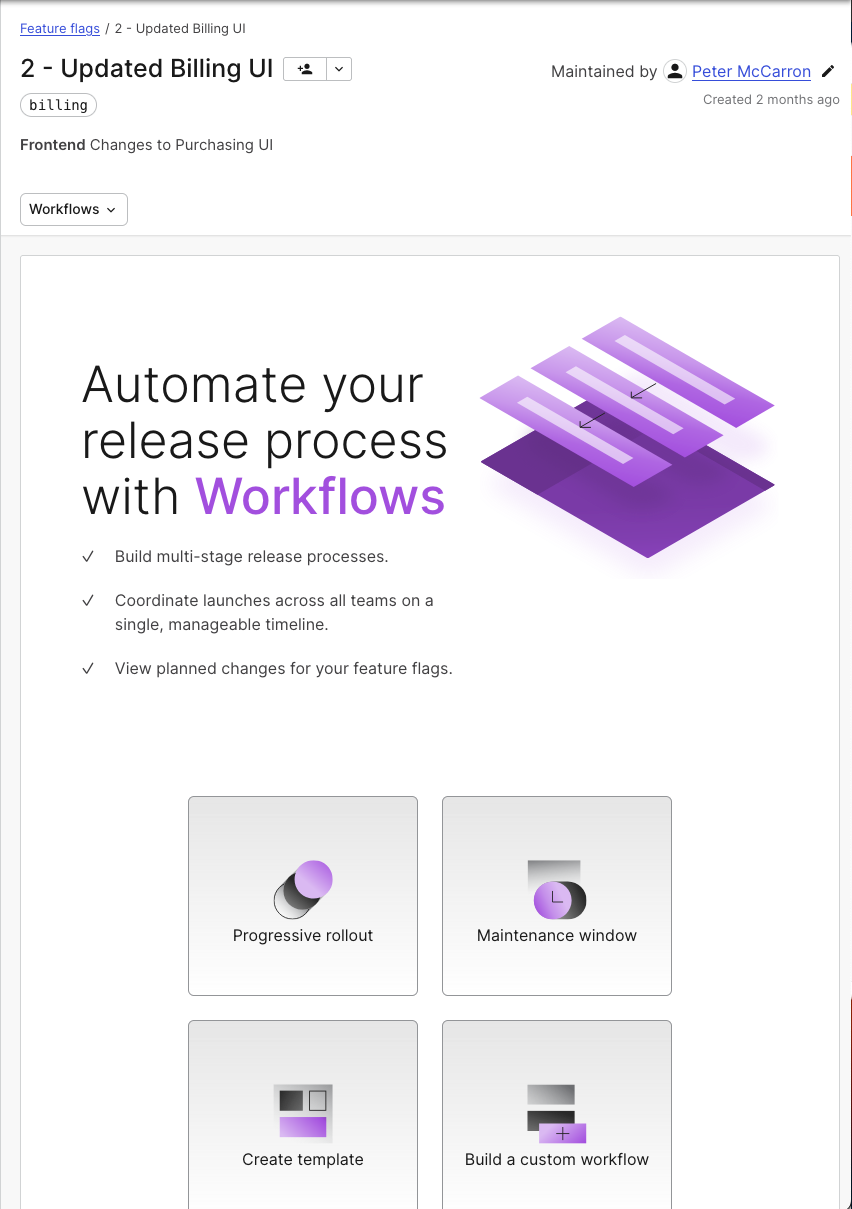 Feature flags / 2 - Updated Billing UI
2 - Updated Billing UI
Maintained by Peter McCarron
Created 2 months ago
billing
Frontend Changes to Purchasing UI
Workflows
Automate your
release process
with Workflows
Build multi-stage release processes.
Coordinate launches across all teams on a
single, manageable timeline.
View planned changes for your feature flags.
Progressive rollout
Maintenance window
Create template
Build a custom workflow